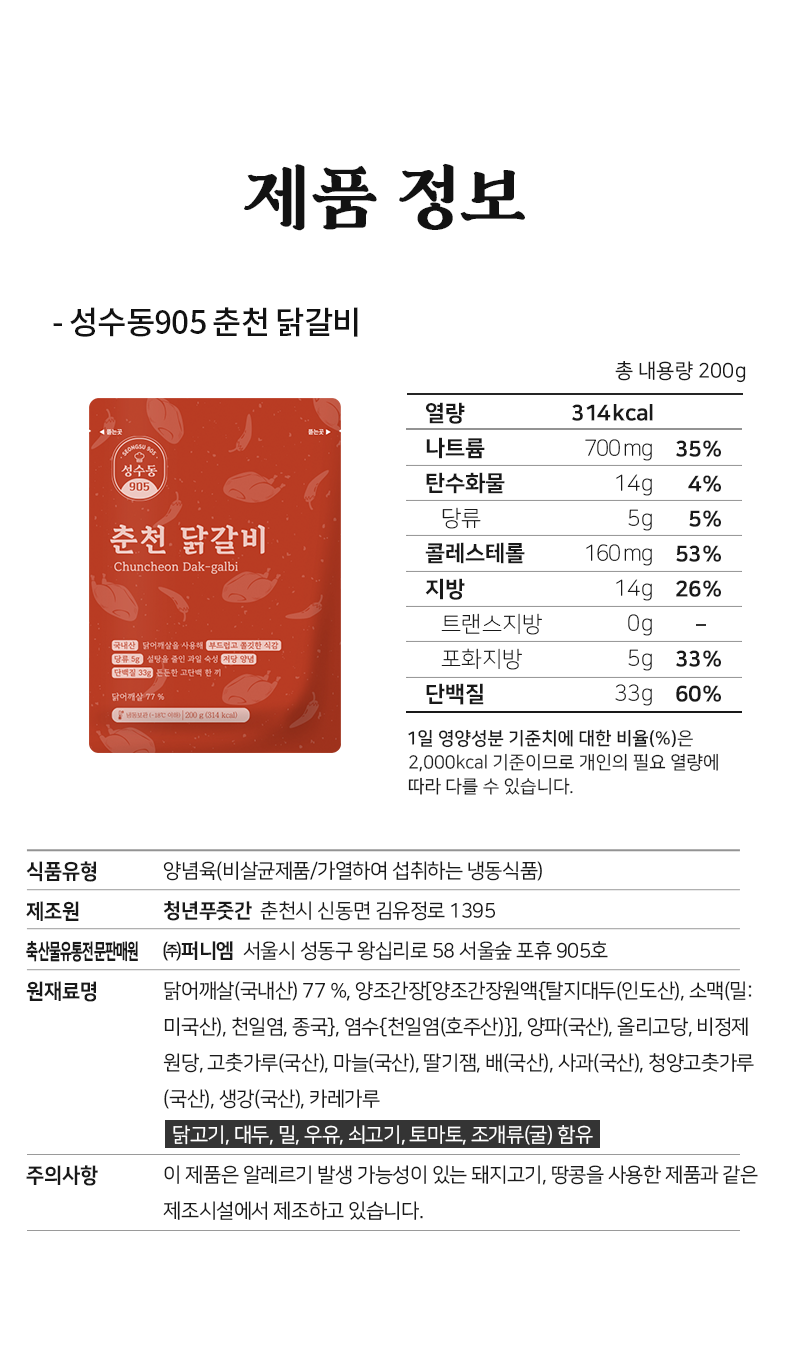 제품 정보
- 성수동905 춘천 닭갈비
총 내용량 200g
◀ 뜯는곳 뜯는곳 ▶
SEONGSU 905
성수동
905
춘천 닭갈비
Chuncheon Dak-galbi
국내산 닭어깨살을 사용해 부드럽고 쫄깃한 식감
당류 5g 설탕을 줄인 과일 숙성 저당 양념
단백질 33g 든든한 고단백 한 끼
닭어깨살 77 %
냉동보관 (-18℃ 이하) 200 g (314 kcal)
열량 314kcal
나트륨 700mg 35%
탄수화물 14g 4%
당류 5g 5%
콜레스테롤 160mg 53%
지방 14g 26%
트랜스지방 0g –
포화지방 5g 33%
단백질 33g 60%
1일 영양성분 기준치에 대한 비율(%)은
2,000kcal 기준이므로 개인의 필요 열량에
따라 다를 수 있습니다.
식품유형 양념육(비살균제품/가열하여 섭취하는 냉동식품)
제조원 청년푸줏간 춘천시 신동면 김유정로 1395
축산물유통전문판매원 ㈜퍼니엠 서울시 성동구 왕십리로 58 서울숲 포휴 905호
원재료명 닭어깨살(국내산) 77 %, 양조간장[양조간장원액{탈지대두(인도산), 소맥(밀:
미국산), 천일염, 종국}, 염수{천일염(호주산)}], 양파(국산), 올리고당, 비정제
원당, 고춧가루(국산), 마늘(국산), 딸기잼, 배(국산), 사과(국산), 청양고춧가루
(국산), 생강(국산), 카레가루
닭고기, 대두, 밀, 우유, 쇠고기, 토마토, 조개류(굴) 함유
주의사항 이 제품은 알레르기 발생 가능성이 있는 돼지고기, 땅콩을 사용한 제품과 같은
제조시설에서 제조하고 있습니다.